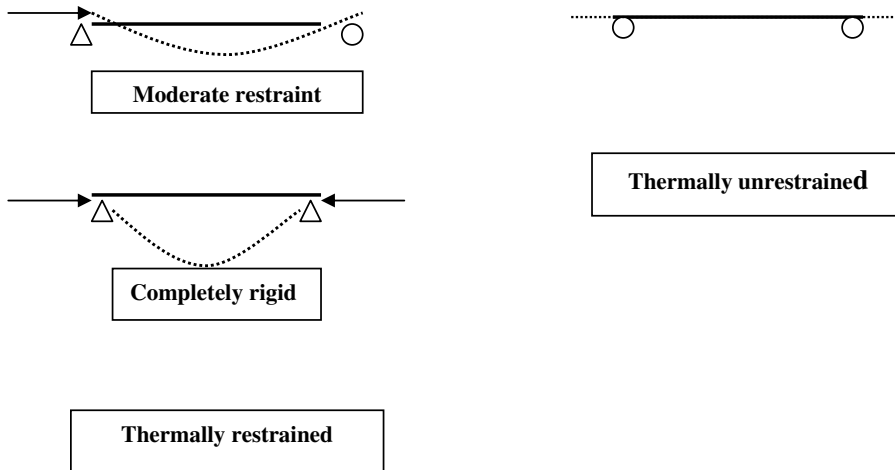 Moderate restraint
Thermally unrestrained
Completely rigid
Thermally restrained